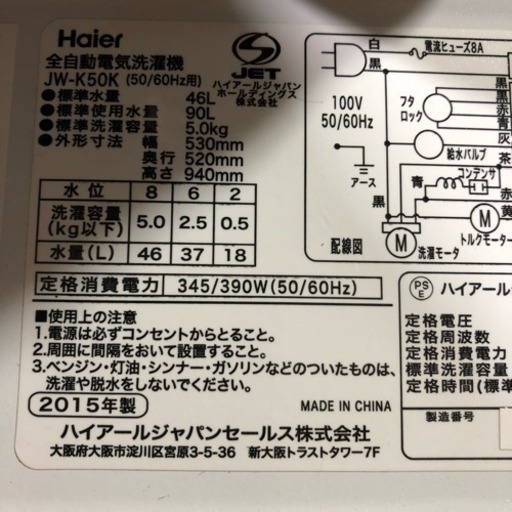 Haier
全自動電気洗濯機
JW-K50K (50/60Hz用)
S
JET
ハイアールジャパン
ホールディングス
株式会社
●標準水量 46L
●標準使用水量 90L
●標準洗濯容量 5.0kg
●外形寸法 幅 530mm
奥行 520mm
高さ 940mm
水位 8 6 2
洗濯容量(kg以下) 5.0 2.5 0.5
水量(L) 46 37 18
定格消費電力 345/390W(50/60Hz)
■使用上の注意
1.電源は必ずコンセントからとること。
2.周囲に間隔をおいて設置すること。
3.ベンジン・灯油・シンナー・ガソリンなどのついたものは、
洗濯や脱水をしないでください。
2015年製
MADE IN CHINA
ハイアールジャパンセールス株式会社
大阪府大阪市淀川区宮原3-5-36 新大阪トラストタワー7F
白
電流ヒューズ8A
黒
100V
50/60Hz
フタ
ロック
黒
黒
赤
青
灰
給水バルブ
茶
アース
青
コンデンサ
赤
黄
黒
M
洗濯モータ
M
トルクモーター
配線図
PS
E
ハイアール
定格電圧
定格周波数
定格消費電力
標準洗濯容量
定格時間(標準
製造番号